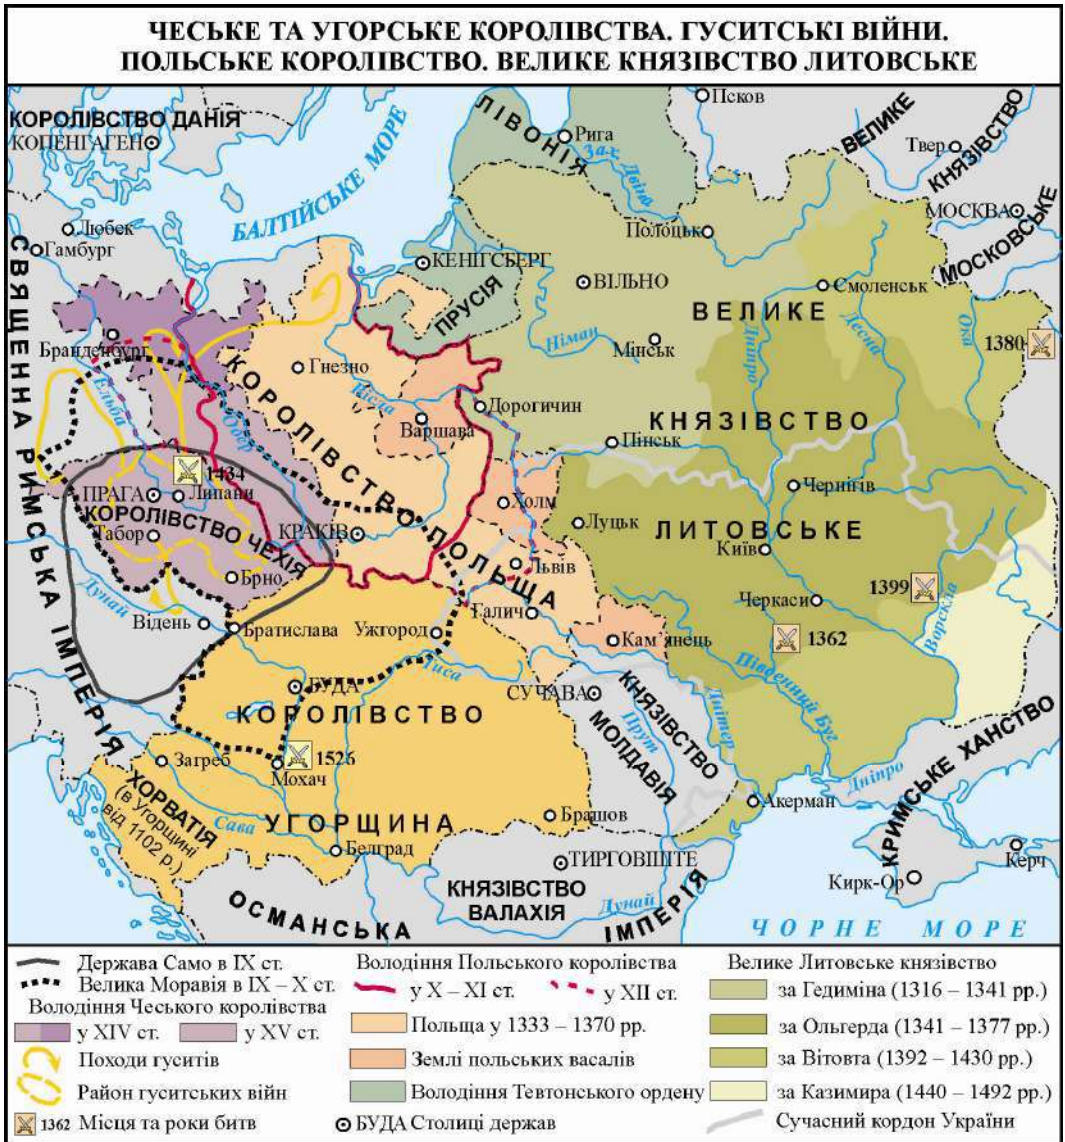 ЧЕСЬКЕ ТА УГОРСЬКЕ КОРОЛІВСТВА. ГУСИТСЬКІ ВІЙНИ.
ПОЛЬСЬКЕ КОРОЛІВСТВО. ВЕЛИКЕ КНЯЗІВСТВО ЛИТОВСЬКЕ
КОРОЛІВСТВО ДАНІЯ
КОПЕНГАГЕН
БАЛТІЙСЬКЕ МОРЕ
ЛІВОНІЯ
Рига
Зах. Двіна
Псков
ВЕЛИКЕ
КНЯЗІВСТВО
МОСКОВСЬКЕ
Твер
МОСКВА
Любек
Гамбург
Полоцьк
КЕНІГСБЕРГ
ПРУСІЯ
ВІЛЬНО
Смоленськ
ВЕЛИКЕ
КНЯЗІВСТВО
ЛИТОВСЬКЕ
Німан
Мінськ
Дніпро
Десна
Ока
1380
СВЯЩЕННА РИМСЬКА ІМПЕРІЯ
Бранденбург
Ельба
Одер
Гнезно
Вісла
Варшава
Дорогичин
Пінськ
КОРОЛІВСТВО ПОЛЬЩА
1434
ПРАГА
Липани
КОРОЛІВСТВО ЧЕХІЯ
Табор
Брно
КРАКІВ
Холм
Луцьк
Львів
Чернігів
Київ
1399
Черкаси
Ворскла
1362
Дунай
Відень
Братислава
Ужгород
Галич
Кам’янець
Тиса
Південний Буг
БУДА
КОРОЛІВСТВО
УГОРЩИНА
СУЧАВА
КНЯЗІВСТВО
МОЛДАВІЯ
Прут
Дністер
Загреб
1526
Мохач
ХОРВАТІЯ
(в Угорщині
від 1102 р.)
Сава
Белград
Брашов
Акерман
Дніпро
КРИМСЬКЕ ХАНСТВО
Керч
Кирк-Ор
ТИРГОВІШТЕ
КНЯЗІВСТВО
ВАЛАХІЯ
Дунай
ОСМАНСЬКА
ІМПЕРІЯ
ЧОРНЕ МОРЕ
Держава Само в ІХ ст.
Велика Моравія в ІХ – Х ст.
Володіння Чеського королівства
у XIV ст.
у XV ст.
Походи гуситів
Район гуситських війн
1362 Місця та роки битв
Володіння Польського королівства
у Х – ХІ ст.
у ХІІ ст.
Польща у 1333 – 1370 рр.
Землі польських васалів
Володіння Тевтонського ордену
БУДА Столиці держав
Велике Литовське князівство
за Гедиміна (1316 – 1341 рр.)
за Ольгерда (1341 – 1377 рр.)
за Вітовта (1392 – 1430 рр.)
за Казимира (1440 – 1492 рр.)
Сучасний кордон України